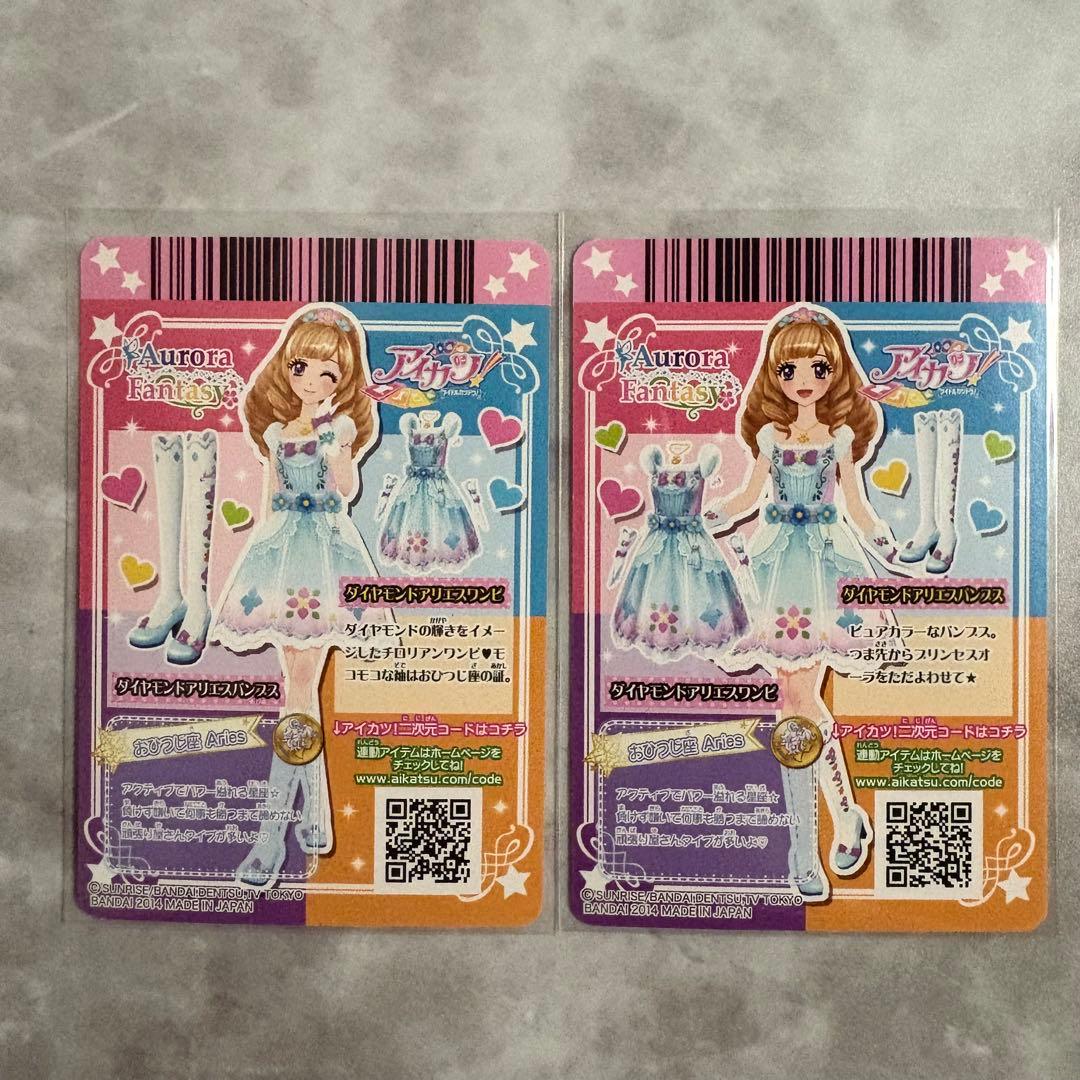 Aurora
Fantasy
アイカツ!
アイドルカツドウ!
ダイヤモンドアリエスワンピ
ダイヤモンドの輝きをイメー
ジしたチロリアンワンピ♥モ
コモコな袖はおひつじ座の証。
ダイヤモンドアリエスパンプス
おひつじ座 Aries
アクティブでパワー溢れる星座☆
負けず嫌いで何事も勝つまで諦めない
頑張り屋さんタイプが多いよ♡
↓アイカツ!二次元コードはコチラ
連動アイテムはホームページを
チェックしてね!
www.aikatsu.com/code
©SUNRISE/BANDAI,DENTSU,TV TOKYO
BANDAI 2014 MADE IN JAPAN
Aurora
Fantasy
アイカツ!
アイドルカツドウ!
ダイヤモンドアリエスパンプス
ピュアカラーなパンプス。
つま先からプリンセスオ
ーラをただよわせて★
ダイヤモンドアリエスワンピ
おひつじ座 Aries
アクティブでパワー溢れる星座☆
負けず嫌いで何事も勝つまで諦めない
頑張り屋さんタイプが多いよ♡
↓アイカツ!二次元コードはコチラ
連動アイテムはホームページを
チェックしてね!
www.aikatsu.com/code
©SUNRISE/BANDAI,DENTSU,TV TOKYO
BANDAI 2014 MADE IN JAPAN